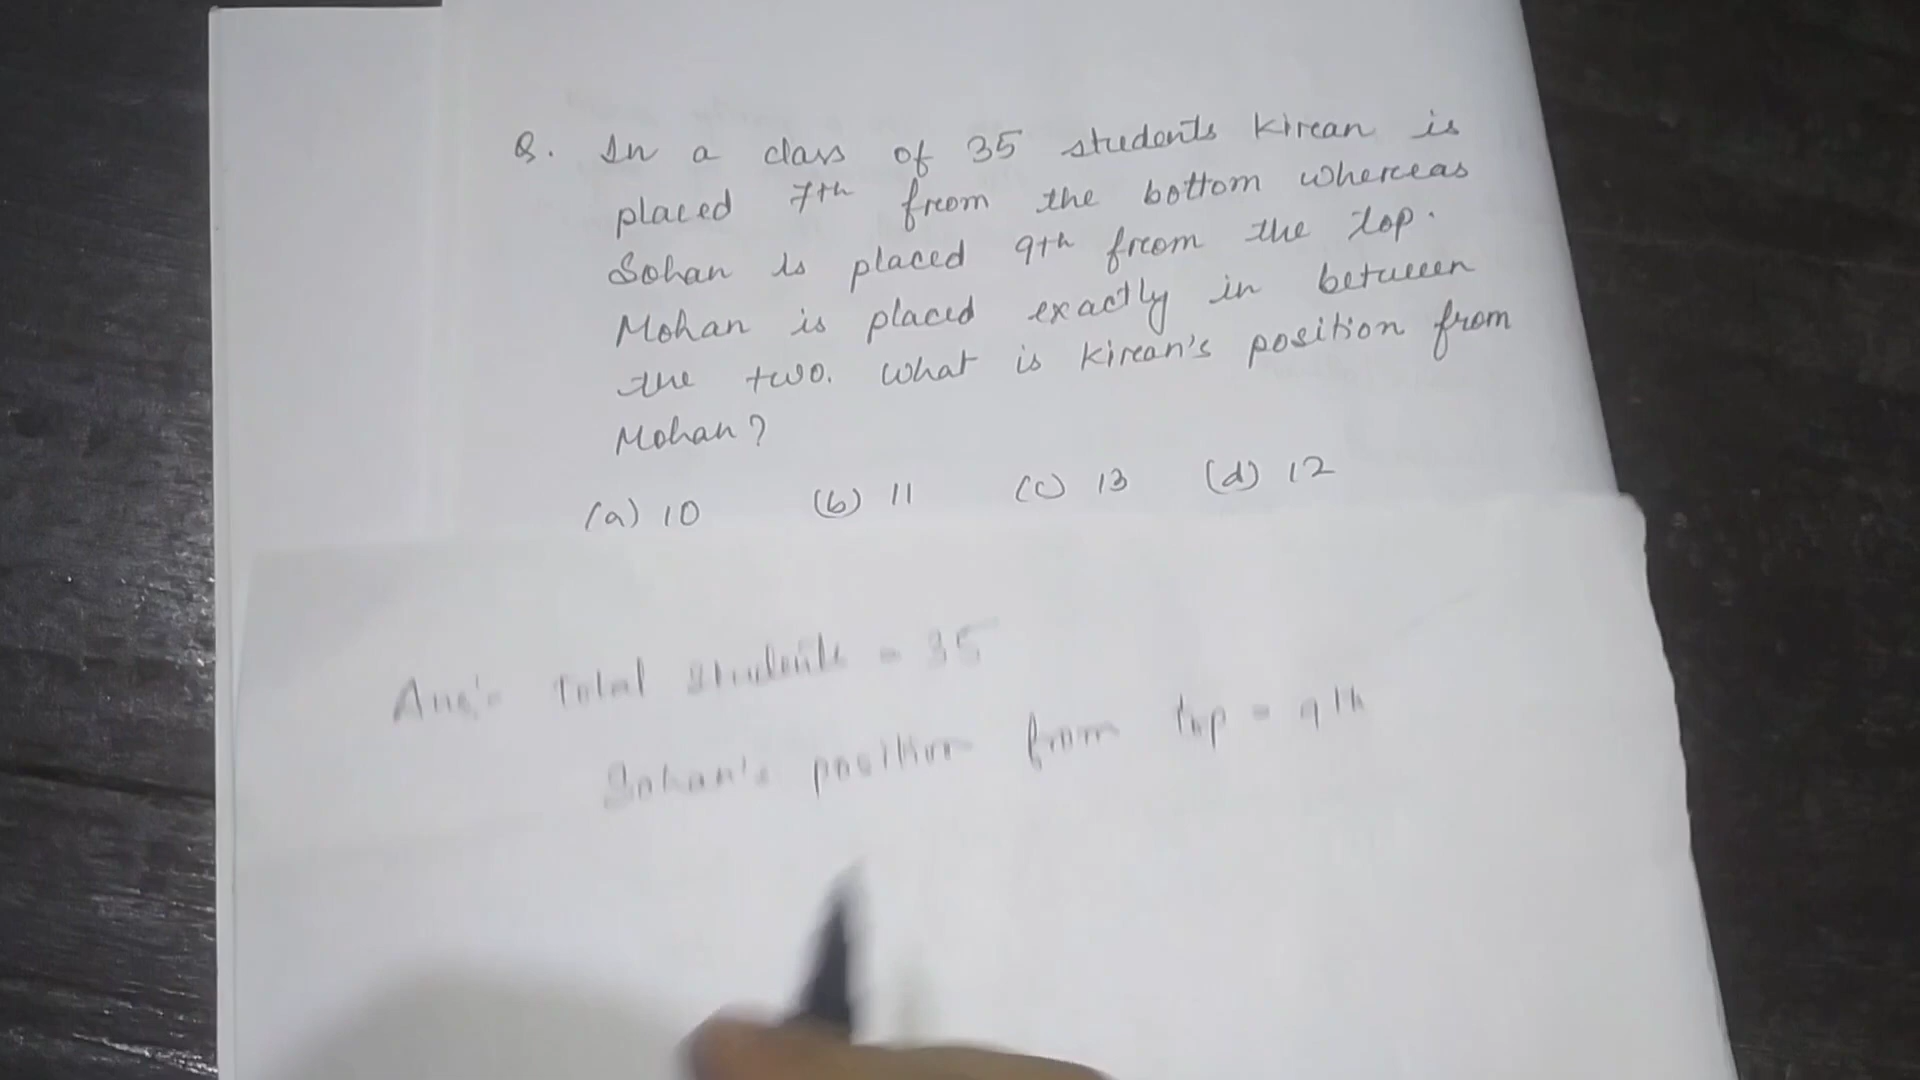 Q. In a class of 35 students Kiran is
placed 7th from the bottom whereas
Sohan is placed 9th from the top.
Mohan is placed exactly in between
the two. What is Kiran's position from
Mohan?
(a) 10 (b) 11 (c) 13 (d) 12
Ans:- Total students = 35
Sohan's position from top = 9th